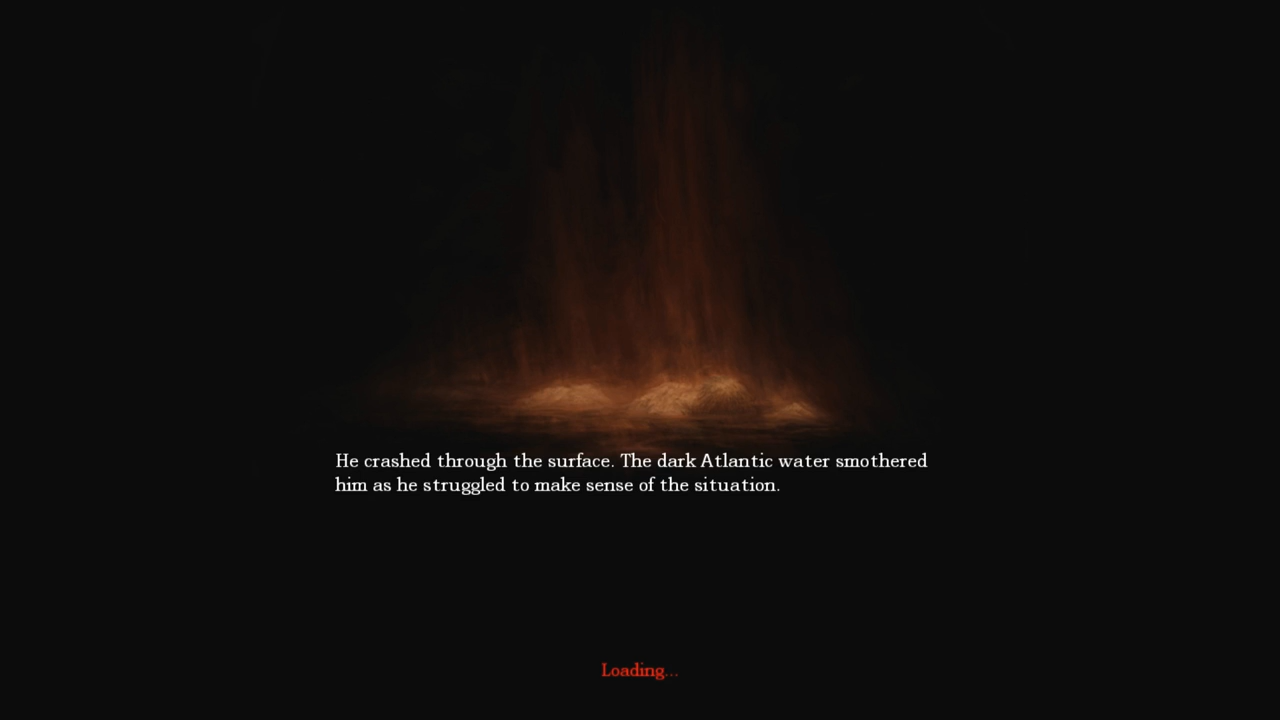 He crashed through the surface. The dark Atlantic water smothered
him as he struggled to make sense of the situation.
Loading...